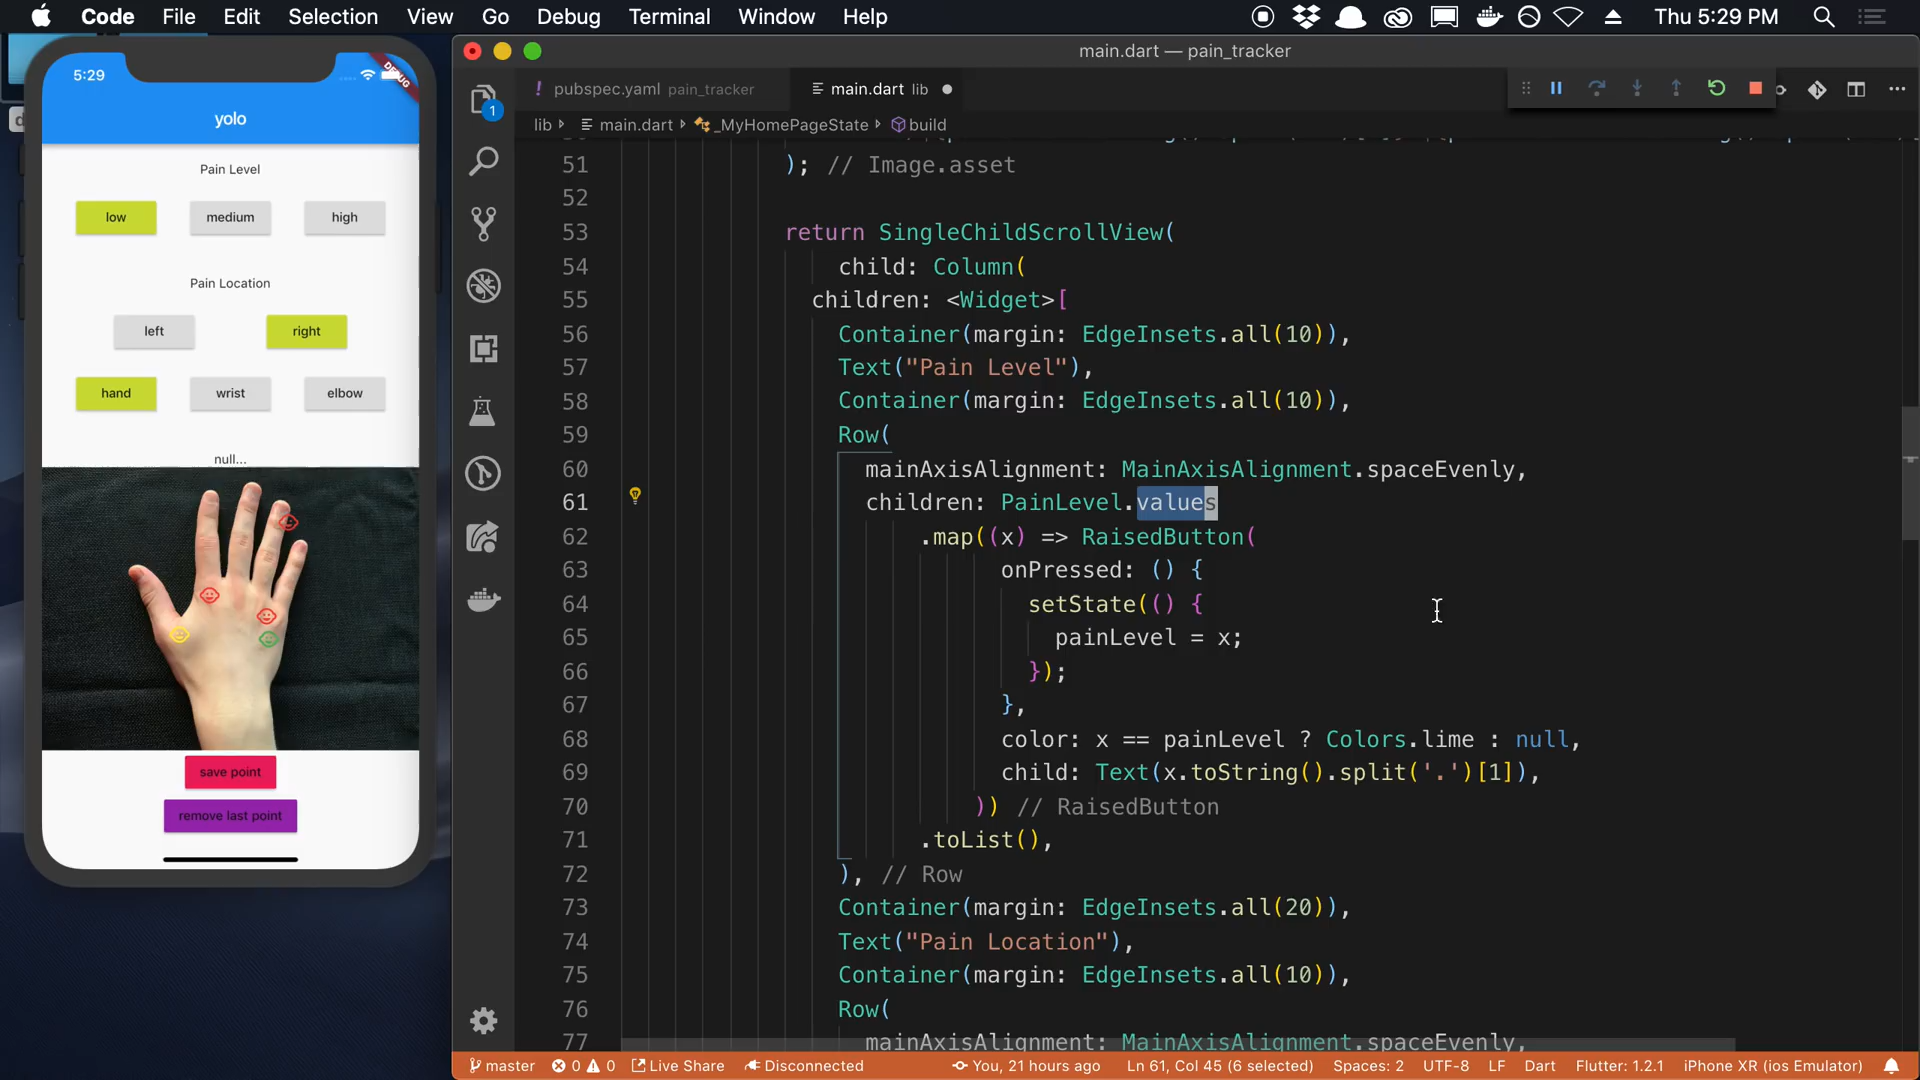 Code File Edit Selection View Go Debug Terminal Window Help Thu 5:29 PM
main.dart — pain_tracker
5:29
DEBUG
yolo
Pain Level
low medium high
Pain Location
left right
hand wrist elbow
null...
save point
remove last point
1
! pubspec.yaml pain_tracker main.dart lib
lib main.dart _MyHomePageState build
51 ); // Image.asset
52
53 return SingleChildScrollView(
54 child: Column(
55 children: <Widget>[
56 Container(margin: EdgeInsets.all(10)),
57 Text("Pain Level"),
58 Container(margin: EdgeInsets.all(10)),
59 Row(
60 mainAxisAlignment: MainAxisAlignment.spaceEvenly,
61 children: PainLevel.values
62 .map((x) => RaisedButton(
63 onPressed: () {
64 setState(() {
65 painLevel = x;
66 });
67 },
68 color: x == painLevel ? Colors.lime : null,
69 child: Text(x.toString().split('.')[1]),
70 )) // RaisedButton
71 .toList(),
72 ), // Row
73 Container(margin: EdgeInsets.all(20)),
74 Text("Pain Location"),
75 Container(margin: EdgeInsets.all(10)),
76 Row(
77 mainAxisAlignment: MainAxisAlignment.spaceEvenly,
master 0 0 Live Share Disconnected You, 21 hours ago Ln 61, Col 45 (6 selected) Spaces: 2 UTF-8 LF Dart Flutter: 1.2.1 iPhone XR (ios Emulator)